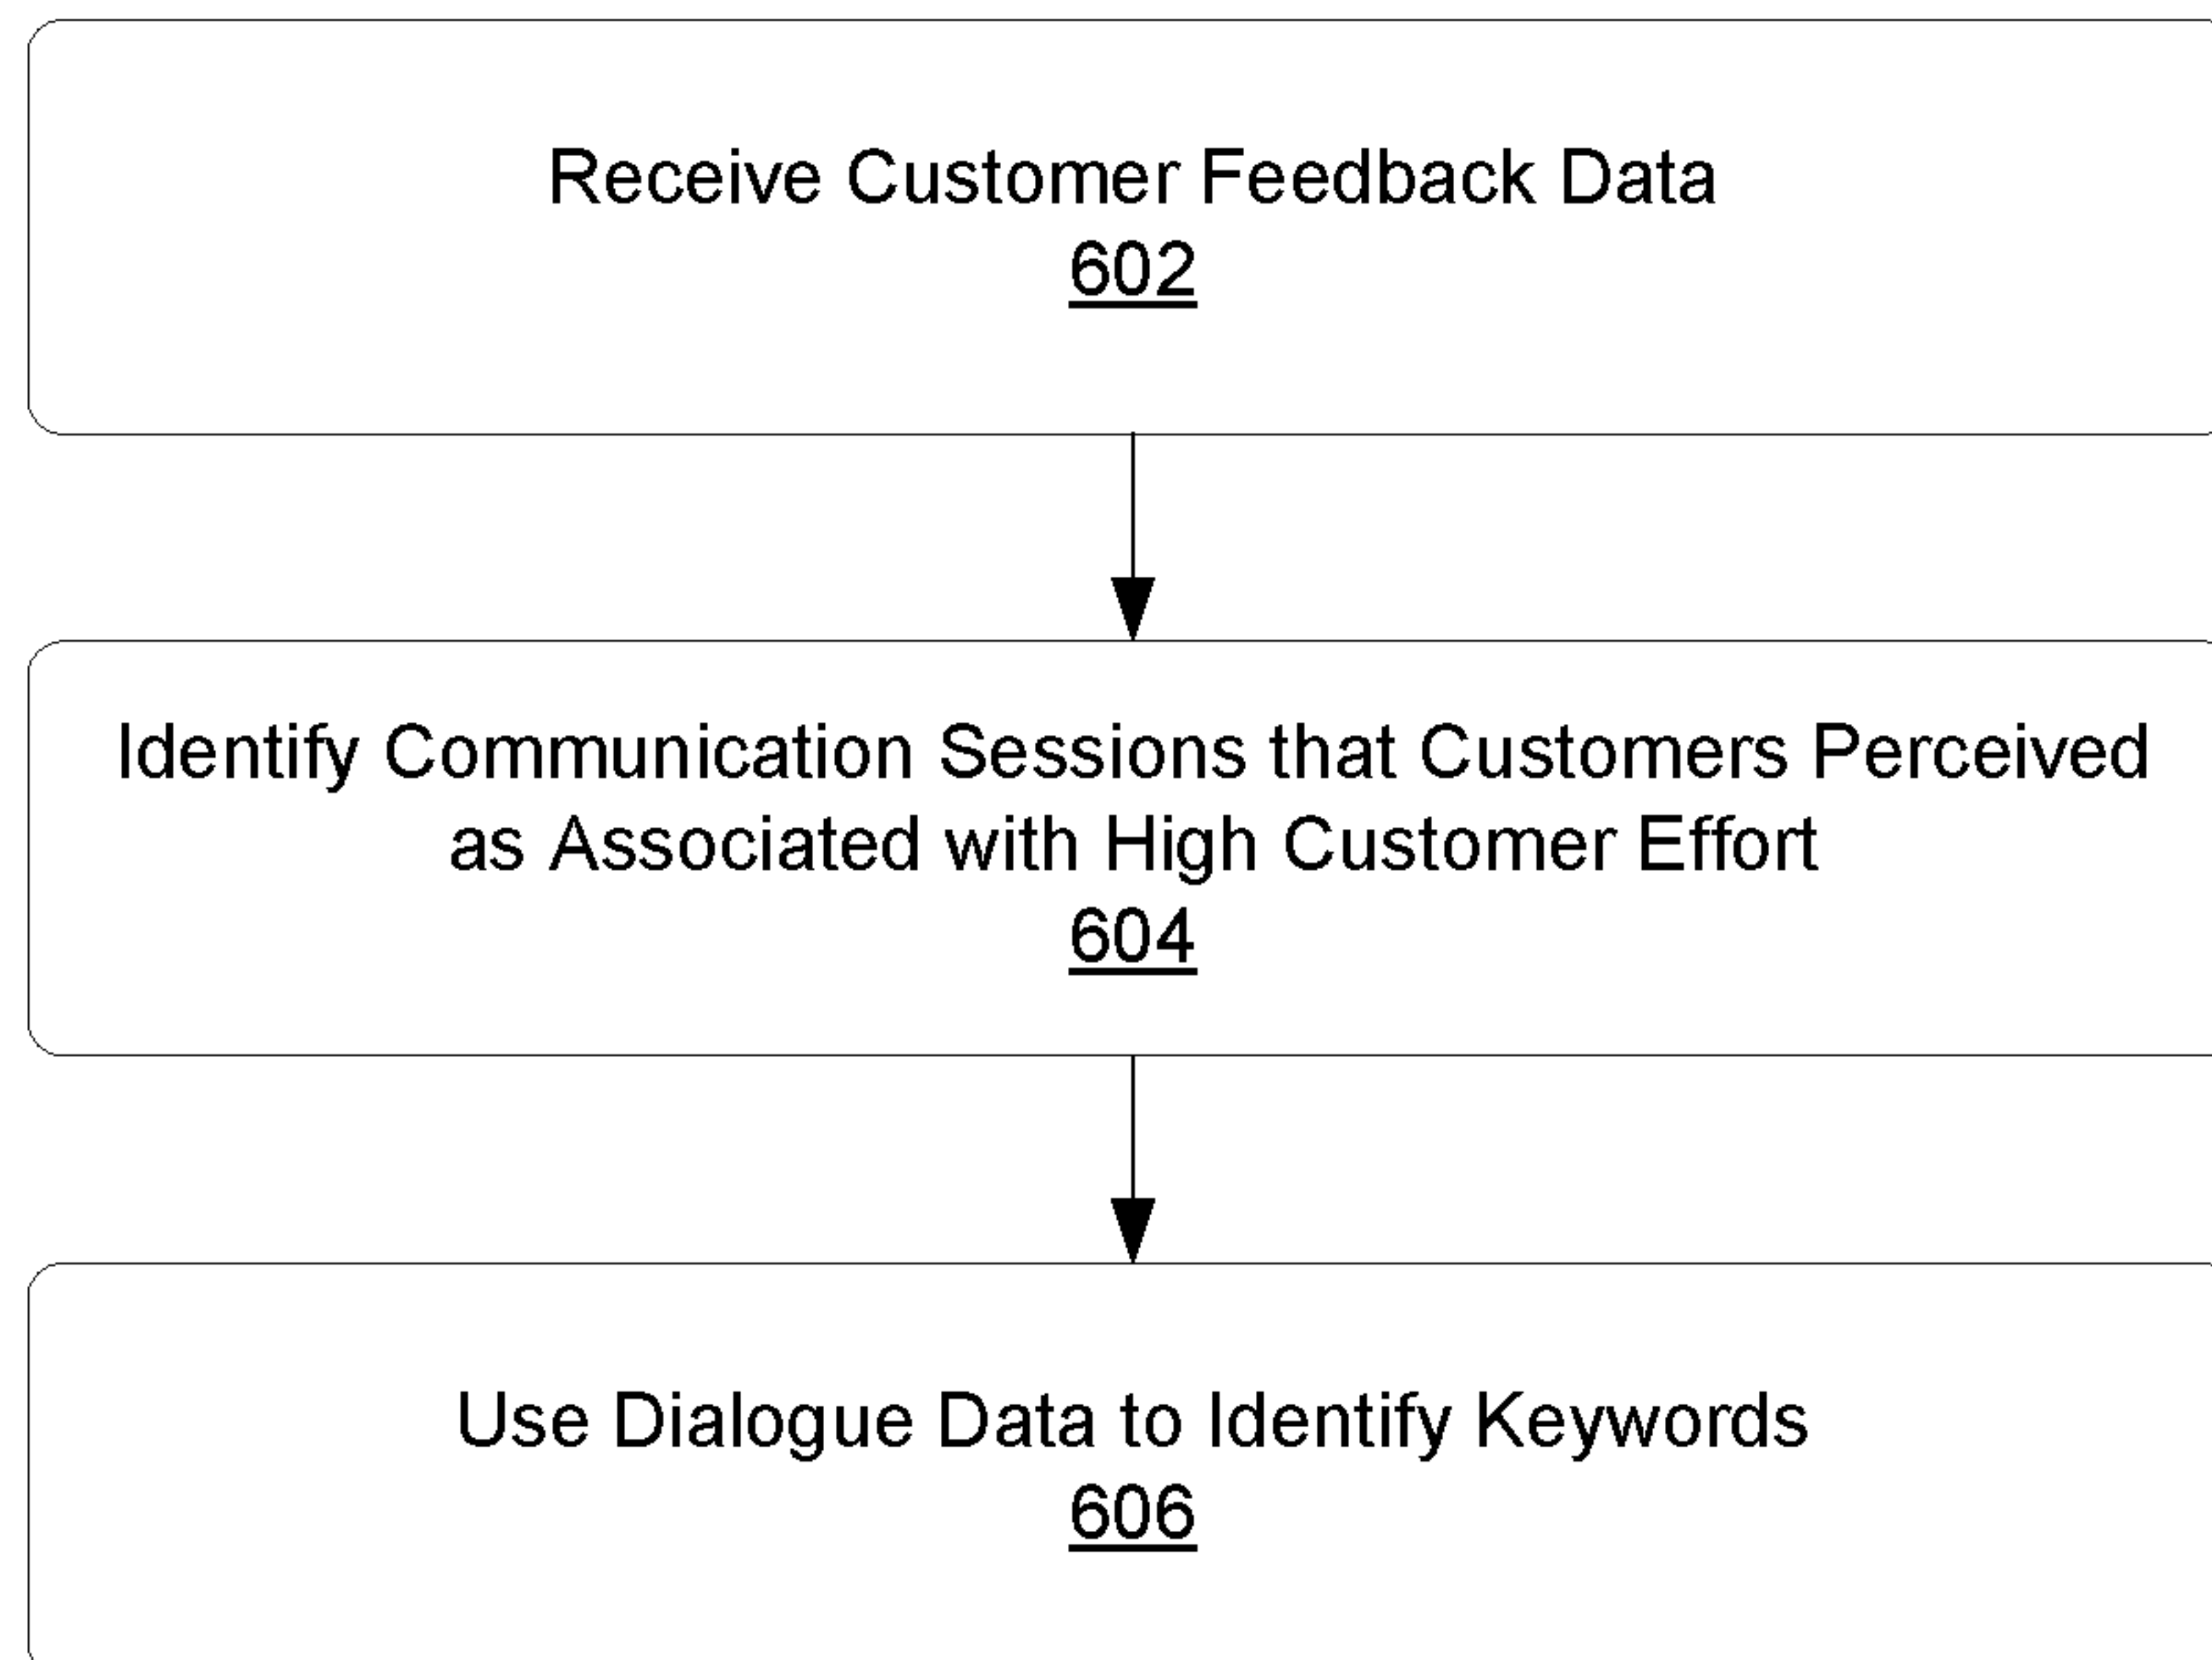 Receive Customer Feedback Data
602
Identify Communication Sessions that Customers Perceived
as Associated with High Customer Effort
604
Use Dialogue Data to Identify Keywords
606